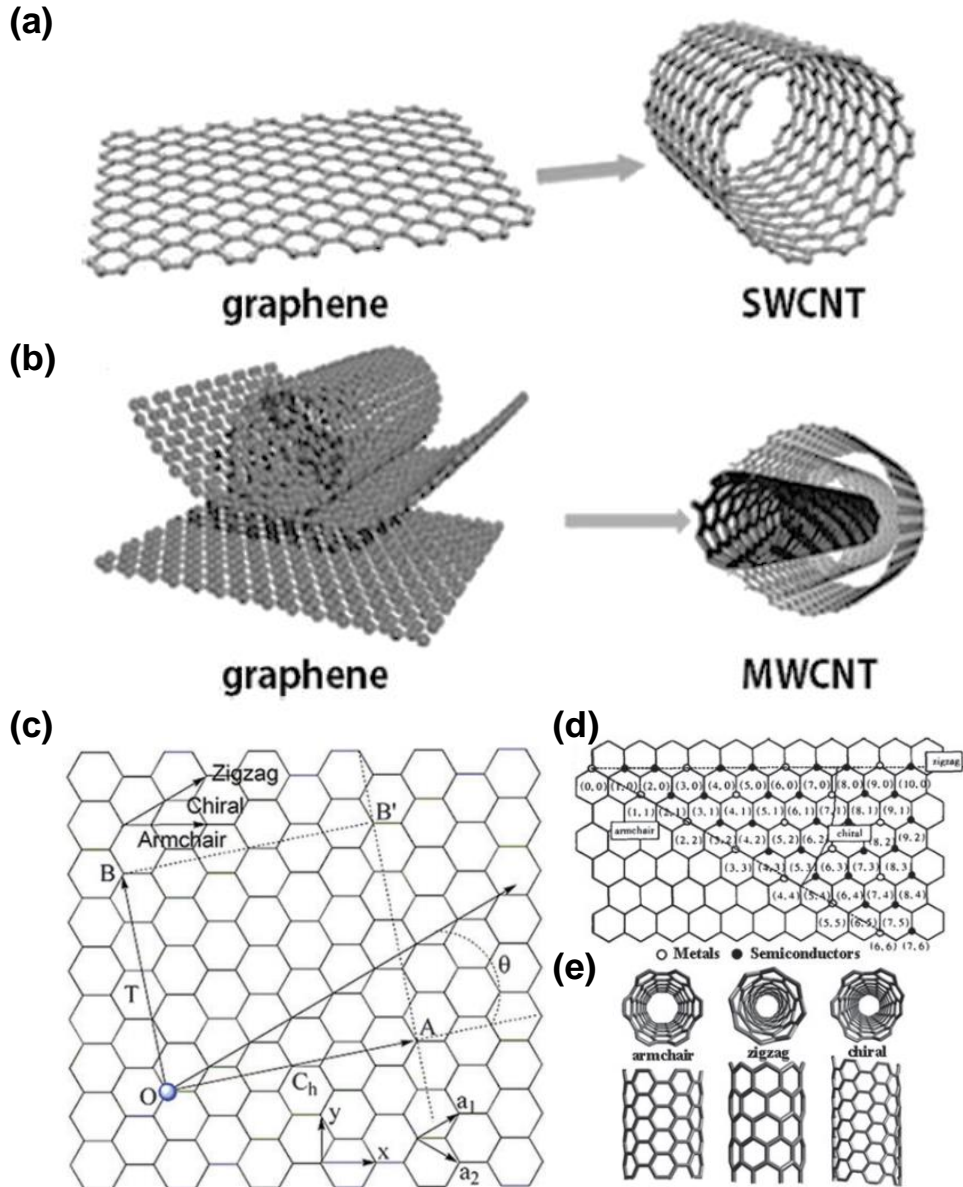 (a)
graphene
SWCNT
(b)
graphene
MWCNT
(c)
Zigzag
Chiral
Armchair
B
B'
θ
T
A
O
C_h
y
x
a_1
a_2
(d)
zigzag
(0, 0) (1, 0) (2, 0) (3, 0) (4, 0) (5, 0) (6, 0) (7, 0) (8, 0) (9, 0) (10, 0)
(1, 1) (2, 1) (3, 1) (4, 1) (5, 1) (6, 1) (7, 1) (8, 1) (9, 1)
armchair
chiral
(2, 2) (3, 2) (4, 2) (5, 2) (6, 2) (8, 2) (9, 2)
(3, 3) (4, 3) (5, 3) (6, 3) (7, 3) (8, 3)
(4, 4) (5, 4) (6, 4) (7, 4) (8, 4)
(5, 5) (6, 5) (7, 5)
(6, 6) (7, 6)
○ Metals ● Semiconductors
(e)
armchair
zigzag
chiral